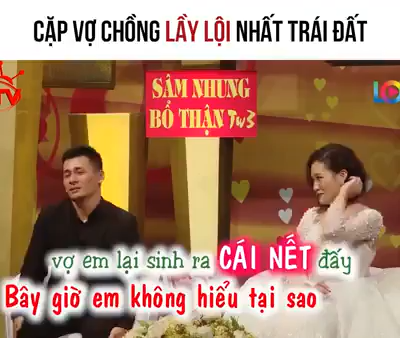 CẶP VỢ CHỒNG LẦY LỘI NHẤT TRÁI ĐẤT
SÂM NHUNG
BỔ THẬN Tw3
TV
vợ em lại sinh ra CÁI NẾT đấy
Bây giờ em không hiểu tại sao